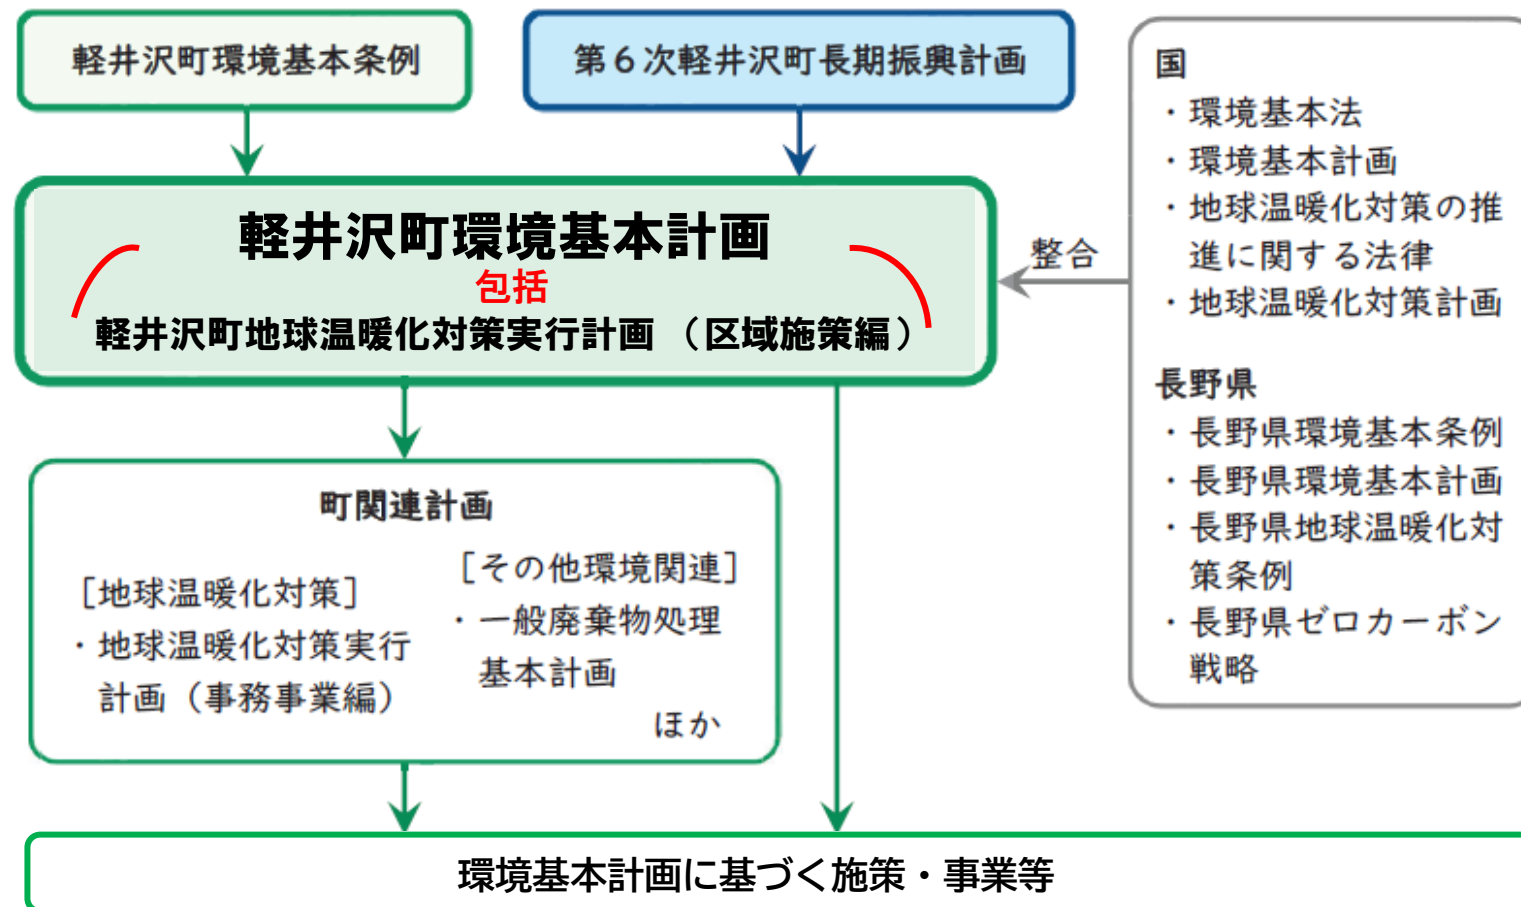 軽井沢町環境基本条例
第6次軽井沢町長期振興計画
軽井沢町環境基本計画
包括
軽井沢町地球温暖化対策実行計画（区域施策編）
整合
国
・環境基本法
・環境基本計画
・地球温暖化対策の推
進に関する法律
・地球温暖化対策計画
長野県
・長野県環境基本条例
・長野県環境基本計画
・長野県地球温暖化対
策条例
・長野県ゼロカーボン
戦略
町関連計画
［地球温暖化対策］
・地球温暖化対策実行
計画（事務事業編）
［その他環境関連］
・一般廃棄物処理
基本計画
ほか
環境基本計画に基づく施策・事業等